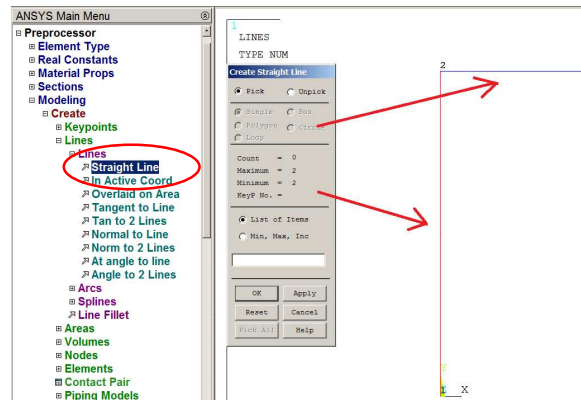 ANSYS Main Menu
Preprocessor
Element Type
Real Constants
Material Props
Sections
Modeling
Create
Keypoints
Lines
Lines
Straight Line
In Active Coord
Overlaid on Area
Tangent to Line
Tan to 2 Lines
Normal to Line
Norm to 2 Lines
At angle to line
Angle to 2 Lines
Arcs
Splines
Line Fillet
Areas
Volumes
Nodes
Elements
Contact Pair
Piping Models
1
LINES
TYPE NUM
Create Straight Line
Pick Unpick
Single Box
Polygon Circle
Loop
Count = 0
Maximum = 2
Minimum = 2
KeyP No. =
List of Items
Min, Max, Inc
OK Apply
Reset Cancel
Pick All Help
2
Y
X